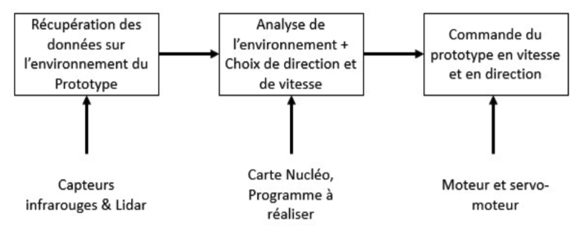 Récupération des
données sur
l'environnement du
Prototype
Analyse de
l'environnement +
Choix de direction et
de vitesse
Commande du
prototype en vitesse
et en direction
Capteurs
infrarouges & Lidar
Carte Nucléo,
Programme à
réaliser
Moteur et servo-
moteur